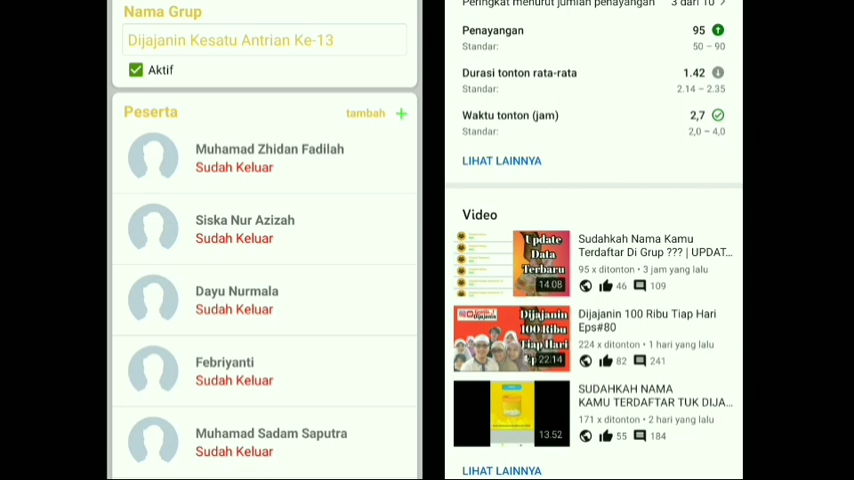 Nama Grup
Dijajanin Kesatu Antrian Ke-13
Aktif
Peserta
tambah +
Muhamad Zhidan Fadilah
Sudah Keluar
Siska Nur Azizah
Sudah Keluar
Dayu Nurmala
Sudah Keluar
Febriyanti
Sudah Keluar
Muhamad Sadam Saputra
Sudah Keluar
Peringkat menurut jumlah penayangan 3 dari 10
Penayangan 95
Standar: 50 – 90
Durasi tonton rata-rata 1.42
Standar: 2.14 – 2.35
Waktu tonton (jam) 2,7
Standar: 2,0 – 4,0
LIHAT LAINNYA
Video
Update
Data
Terbaru
14.08
Sudahkah Nama Kamu
Terdaftar Di Grup ??? | UPDAT...
95 x ditonton • 3 jam yang lalu
46 109
Dijajanin
100 Ribu
Tiap Hari
22.14
Dijajanin 100 Ribu Tiap Hari
Eps#80
224 x ditonton • 1 hari yang lalu
82 241
13.52
SUDAHKAH NAMA
KAMU TERDAFTAR TUK DIJA...
171 x ditonton • 2 hari yang lalu
55 184
LIHAT LAINNYA